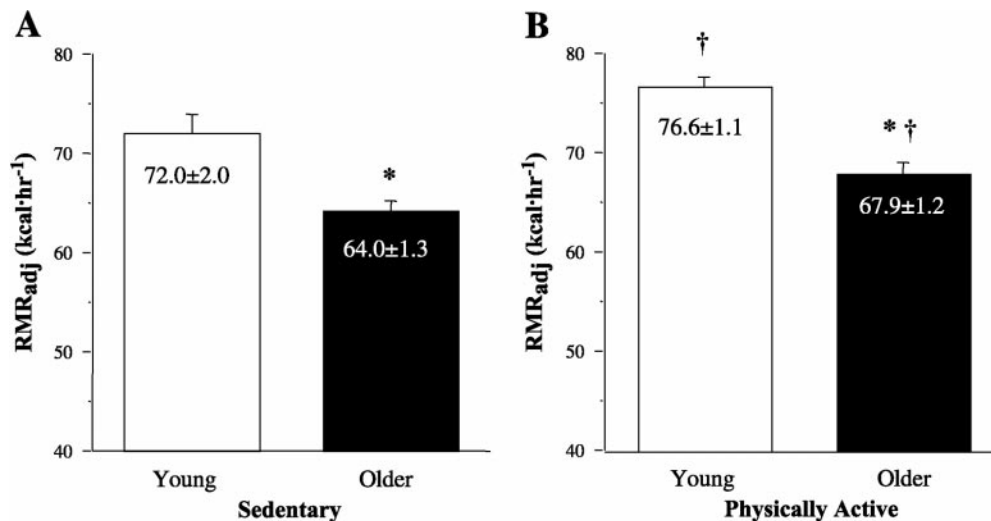 A
80
70
60
50
40
RMRadj (kcal·hr⁻¹)
72.0±2.0
*
64.0±1.3
Young
Older
Sedentary
B
80
70
60
50
40
RMRadj (kcal·hr⁻¹)
†
76.6±1.1
* †
67.9±1.2
Young
Older
Physically Active